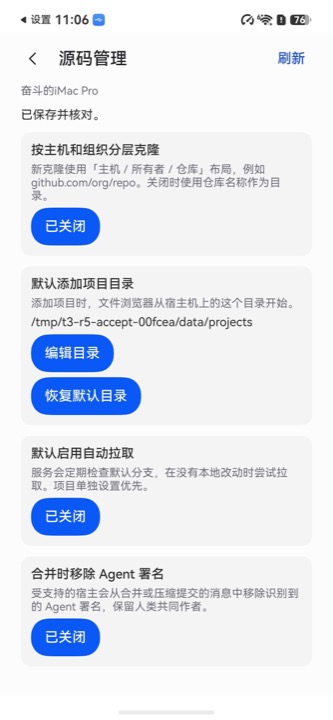 设置 11:06 76
源码管理 刷新
奋斗的iMac Pro
已保存并核对。
按主机和组织分层克隆
新克隆使用「主机 / 所有者 / 仓库」布局，例如
github.com/org/repo。关闭时使用仓库名称作为目
录。
已关闭
默认添加项目目录
添加项目时，文件浏览器从宿主机上的这个目录开始。
/tmp/t3-r5-accept-00fcea/data/projects
编辑目录
恢复默认目录
默认启用自动拉取
服务会定期检查默认分支，在没有本地改动时尝试拉
取。项目单独设置优先。
已关闭
合并时移除 Agent 署名
受支持的宿主会从合并或压缩提交的消息中移除识别到
的 Agent 署名，保留人类共同作者。
已关闭